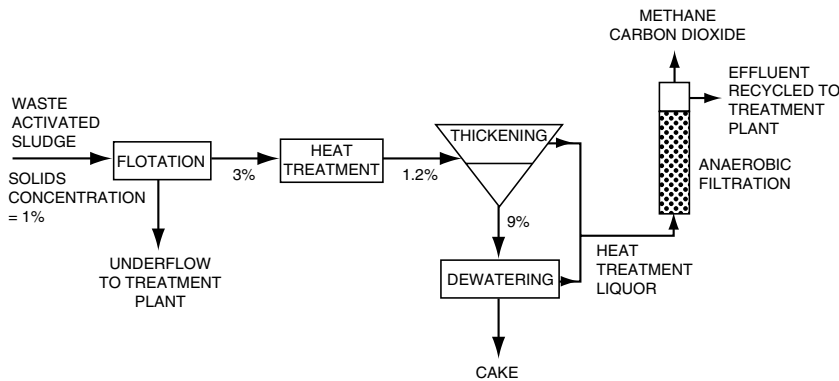 METHANE
CARBON DIOXIDE
EFFLUENT
RECYCLED TO
TREATMENT
PLANT
WASTE
ACTIVATED
SLUDGE
FLOTATION
3%
HEAT
TREATMENT
1.2%
THICKENING
ANAEROBIC
FILTRATION
SOLIDS
CONCENTRATION
= 1%
9%
UNDERFLOW
TO TREATMENT
PLANT
DEWATERING
HEAT
TREATMENT
LIQUOR
CAKE